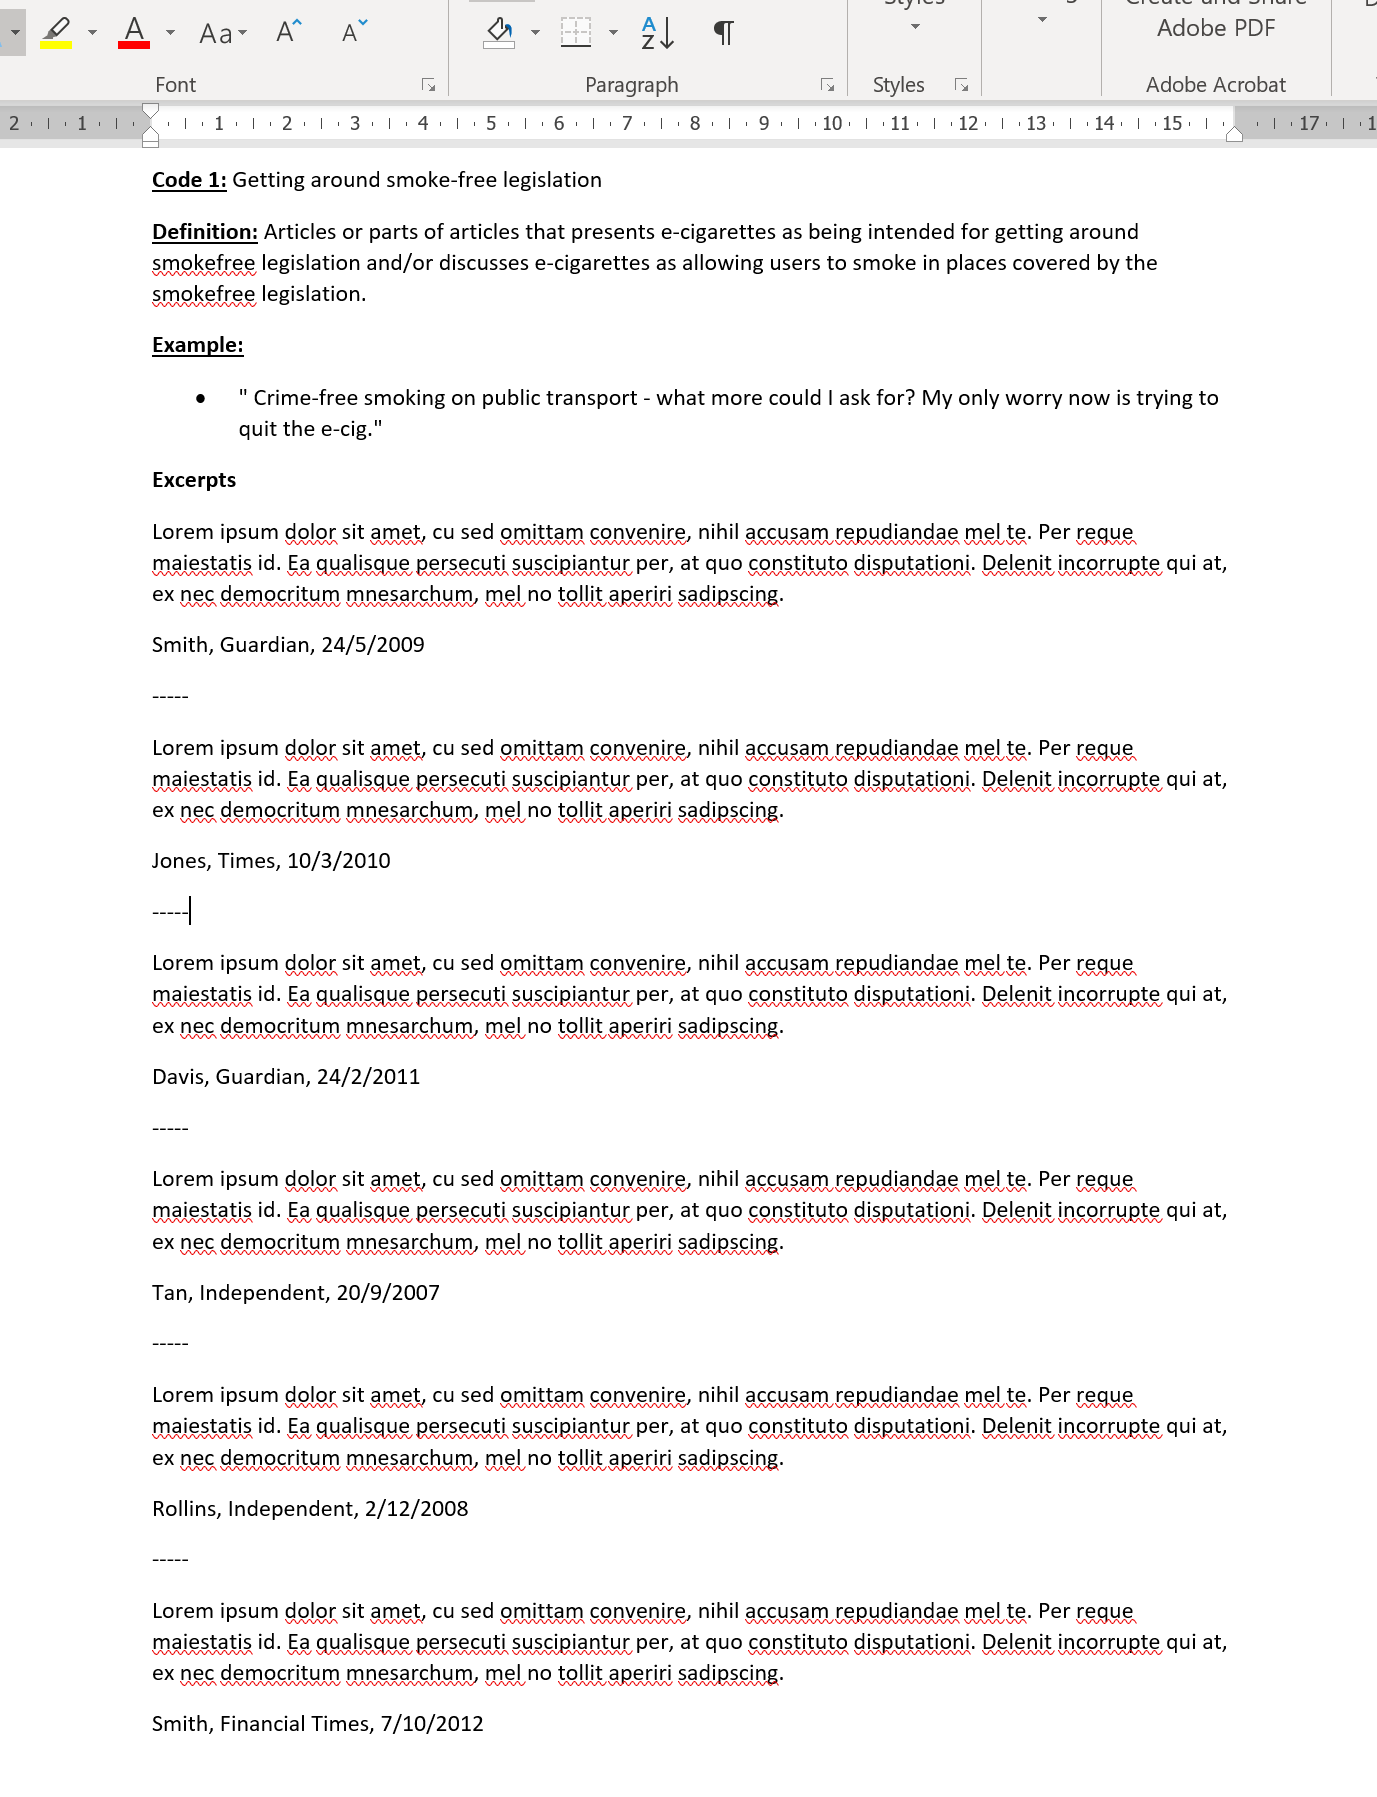 Styles
Create and Share
Aa A A
A
Z
¶
Adobe PDF
Font Paragraph Styles Adobe Acrobat
2 1 1 2 3 4 5 6 7 8 9 10 11 12 13 14 15 17
Code 1: Getting around smoke-free legislation
Definition: Articles or parts of articles that presents e-cigarettes as being intended for getting around
smokefree legislation and/or discusses e-cigarettes as allowing users to smoke in places covered by the
smokefree legislation.
Example:
● " Crime-free smoking on public transport - what more could I ask for? My only worry now is trying to
quit the e-cig."
Excerpts
Lorem ipsum dolor sit amet, cu sed omittam convenire, nihil accusam repudiandae mel te. Per reque
maiestatis id. Ea qualisque persecuti suscipiantur per, at quo constituto disputationi. Delenit incorrupte qui at,
ex nec democritum mnesarchum, mel no tollit aperiri sadipscing.
Smith, Guardian, 24/5/2009
-----
Lorem ipsum dolor sit amet, cu sed omittam convenire, nihil accusam repudiandae mel te. Per reque
maiestatis id. Ea qualisque persecuti suscipiantur per, at quo constituto disputationi. Delenit incorrupte qui at,
ex nec democritum mnesarchum, mel no tollit aperiri sadipscing.
Jones, Times, 10/3/2010
-----
Lorem ipsum dolor sit amet, cu sed omittam convenire, nihil accusam repudiandae mel te. Per reque
maiestatis id. Ea qualisque persecuti suscipiantur per, at quo constituto disputationi. Delenit incorrupte qui at,
ex nec democritum mnesarchum, mel no tollit aperiri sadipscing.
Davis, Guardian, 24/2/2011
-----
Lorem ipsum dolor sit amet, cu sed omittam convenire, nihil accusam repudiandae mel te. Per reque
maiestatis id. Ea qualisque persecuti suscipiantur per, at quo constituto disputationi. Delenit incorrupte qui at,
ex nec democritum mnesarchum, mel no tollit aperiri sadipscing.
Tan, Independent, 20/9/2007
-----
Lorem ipsum dolor sit amet, cu sed omittam convenire, nihil accusam repudiandae mel te. Per reque
maiestatis id. Ea qualisque persecuti suscipiantur per, at quo constituto disputationi. Delenit incorrupte qui at,
ex nec democritum mnesarchum, mel no tollit aperiri sadipscing.
Rollins, Independent, 2/12/2008
-----
Lorem ipsum dolor sit amet, cu sed omittam convenire, nihil accusam repudiandae mel te. Per reque
maiestatis id. Ea qualisque persecuti suscipiantur per, at quo constituto disputationi. Delenit incorrupte qui at,
ex nec democritum mnesarchum, mel no tollit aperiri sadipscing.
Smith, Financial Times, 7/10/2012